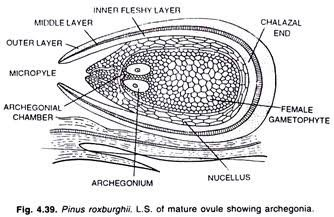 INNER FLESHY LAYER
MIDDLE LAYER
OUTER LAYER
CHALAZAL
END
MICROPYLE
ARCHEGONIAL
CHAMBER
FEMALE
GAMETOPHYTE
NUCELLUS
ARCHEGONIUM
Fig. 4.39. Pinus roxburghii. L.S. of mature ovule showing archegonia.